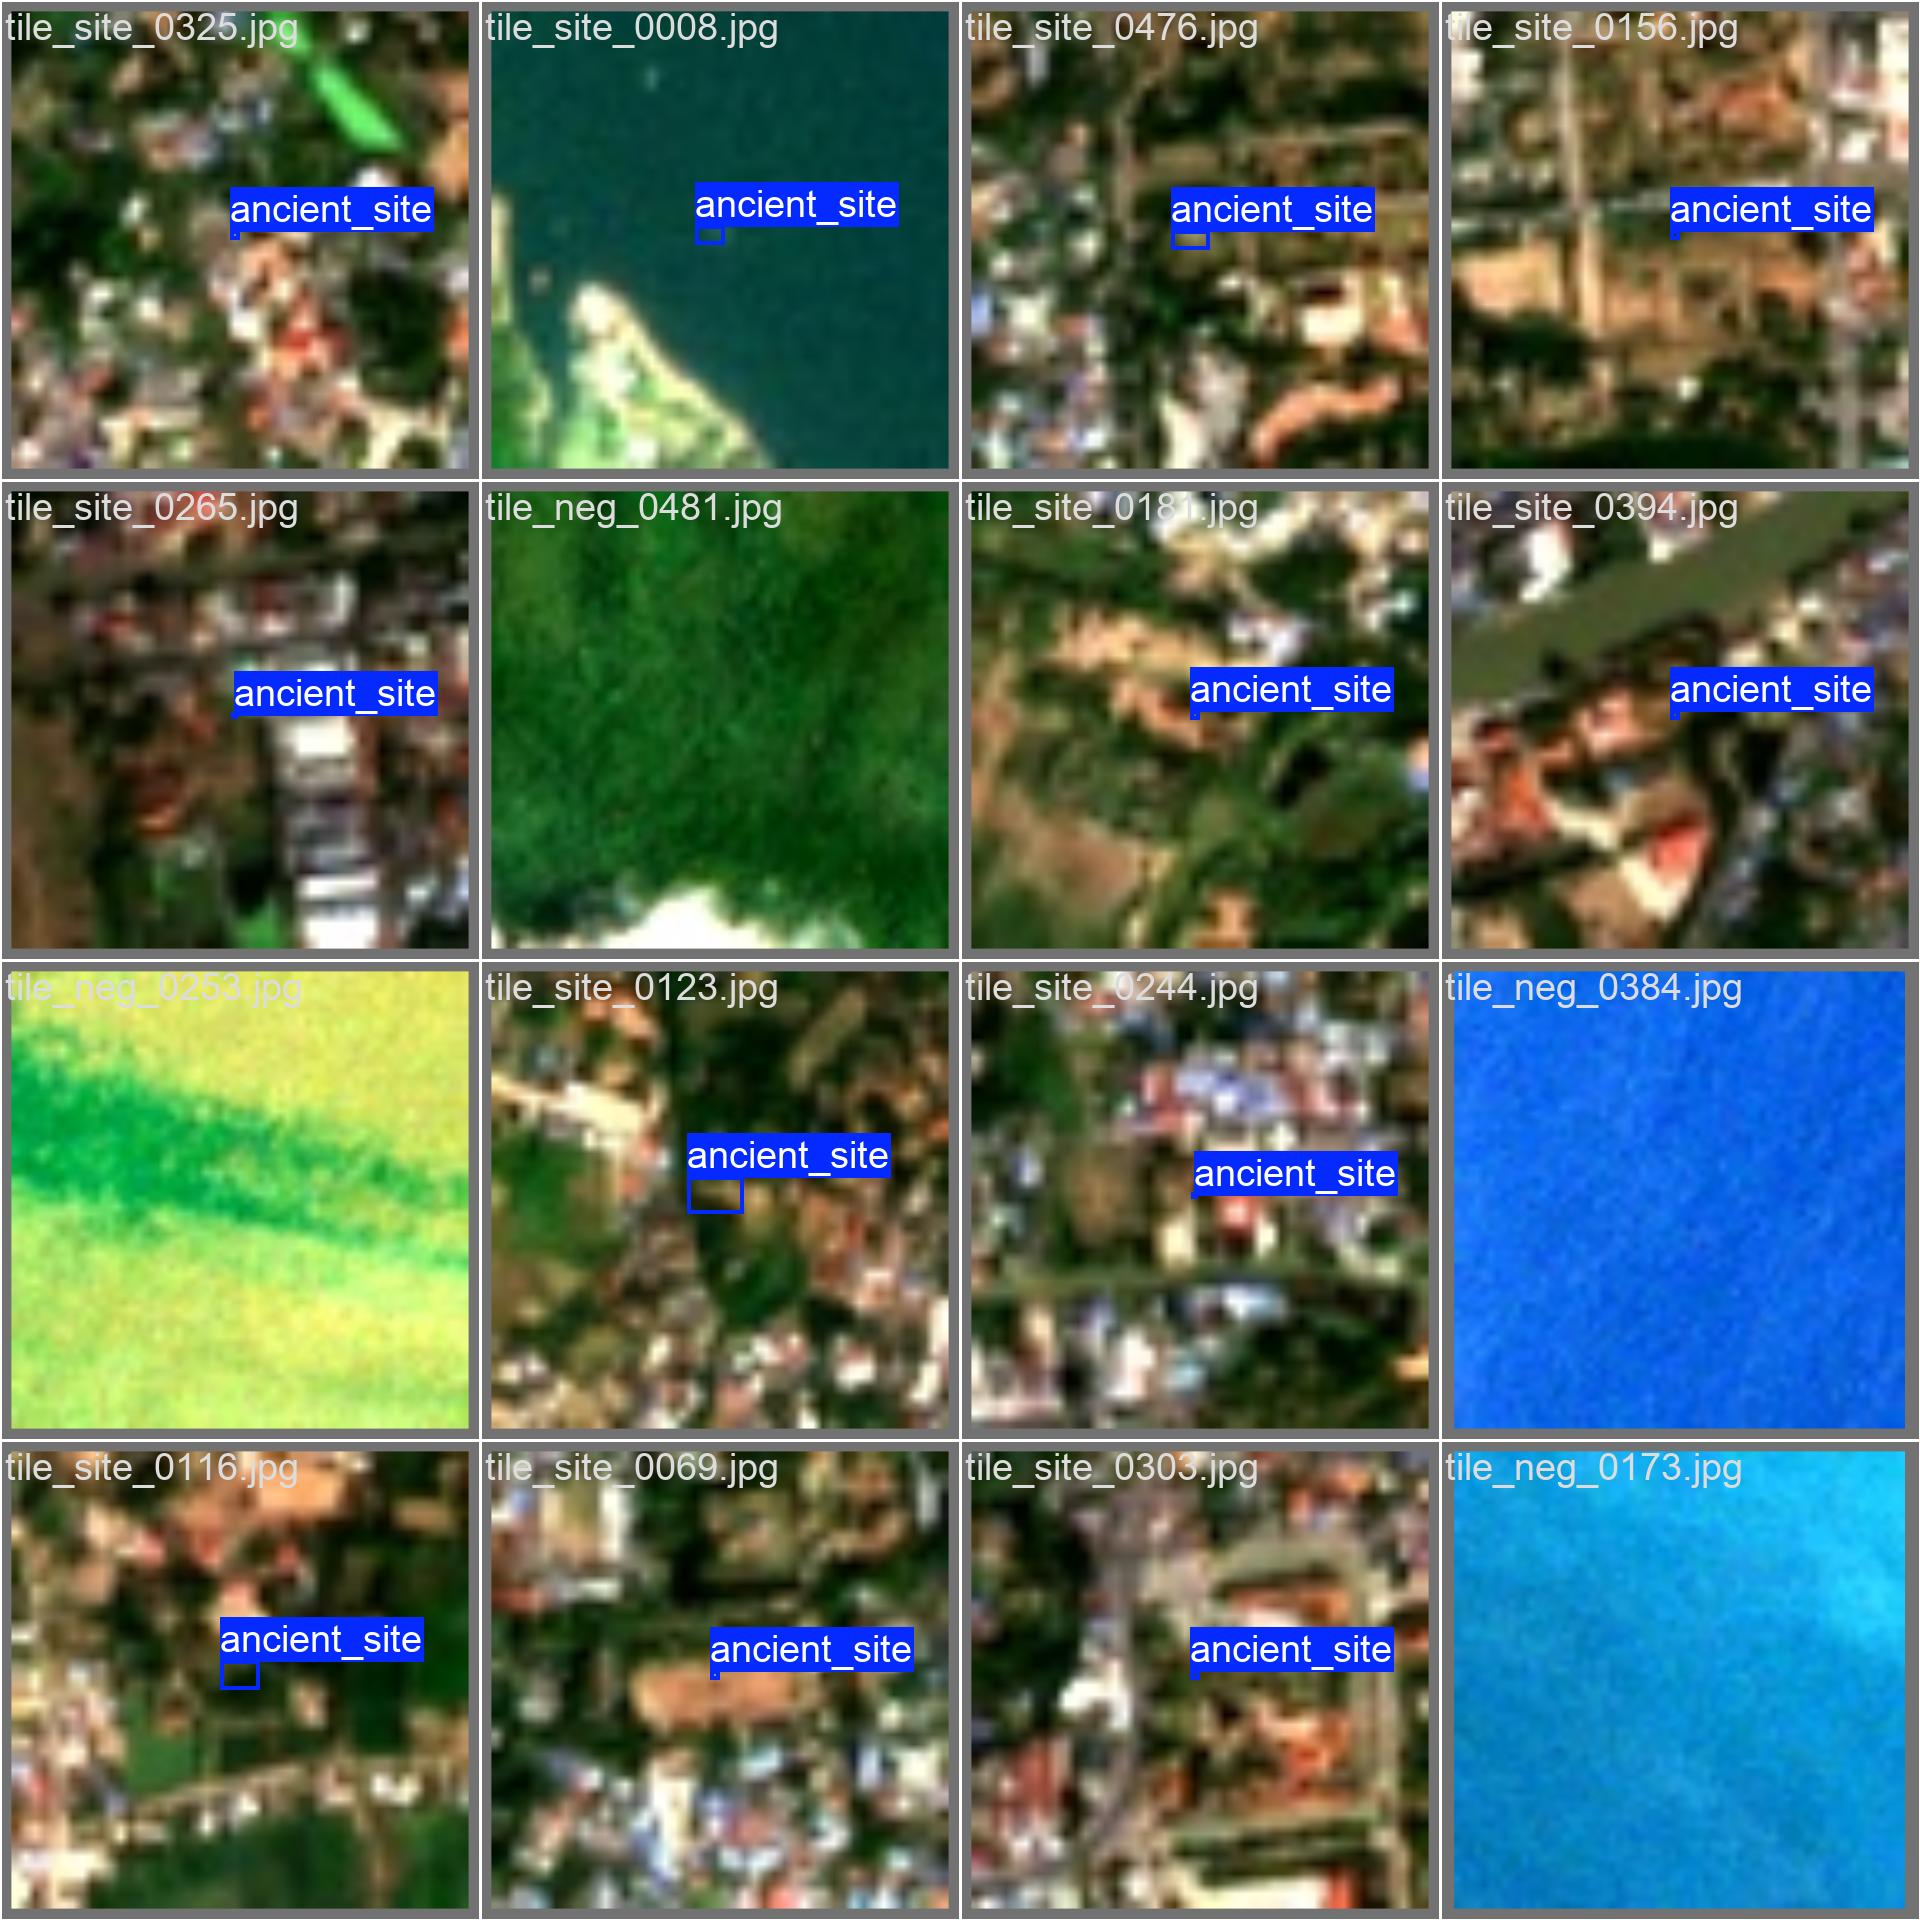 tile_site_0325.jpg
tile_site_0008.jpg
tile_site_0476.jpg
tile_site_0156.jpg
ancient_site
ancient_site
ancient_site
ancient_site
tile_site_0265.jpg
tile_neg_0481.jpg
tile_site_0181.jpg
tile_site_0394.jpg
ancient_site
ancient_site
ancient_site
tile_neg_0253.jpg
tile_site_0123.jpg
tile_site_0244.jpg
tile_neg_0384.jpg
ancient_site
ancient_site
tile_site_0116.jpg
tile_site_0069.jpg
tile_site_0303.jpg
tile_neg_0173.jpg
ancient_site
ancient_site
ancient_site